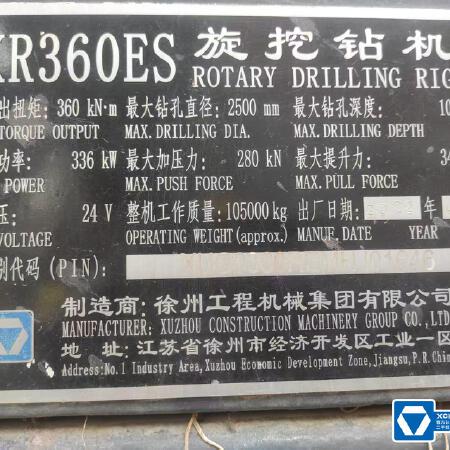 XR360ES 旋挖钻机
ROTARY DRILLING RIG
出扭矩: 360 kN·m 最大钻孔直径: 2500 mm 最大钻孔深度: 10
TORQUE OUTPUT MAX. DRILLING DIA. MAX. DRILLING DEPTH
功率: 336 kW 最大加压力: 280 kN 最大提升力: 34
POWER MAX. PUSH FORCE MAX. PULL FORCE
压: 24 V 整机工作质量: 105000kg 出厂日期: 年
VOLTAGE OPERATING WEIGHT (approx.) MANUF. DATE YEAR
别代码 (PIN):
制造商: 徐州工程机械集团有限公司
MANUFACTURER: XUZHOU CONSTRUCTION MACHINERY GROUP CO., LTD
地 址: 江苏省徐州市经济开发区工业一区
Address: No.1 Industry Area, Xuzhou Economic Development Zone, Jiangsu, P.R. Chin